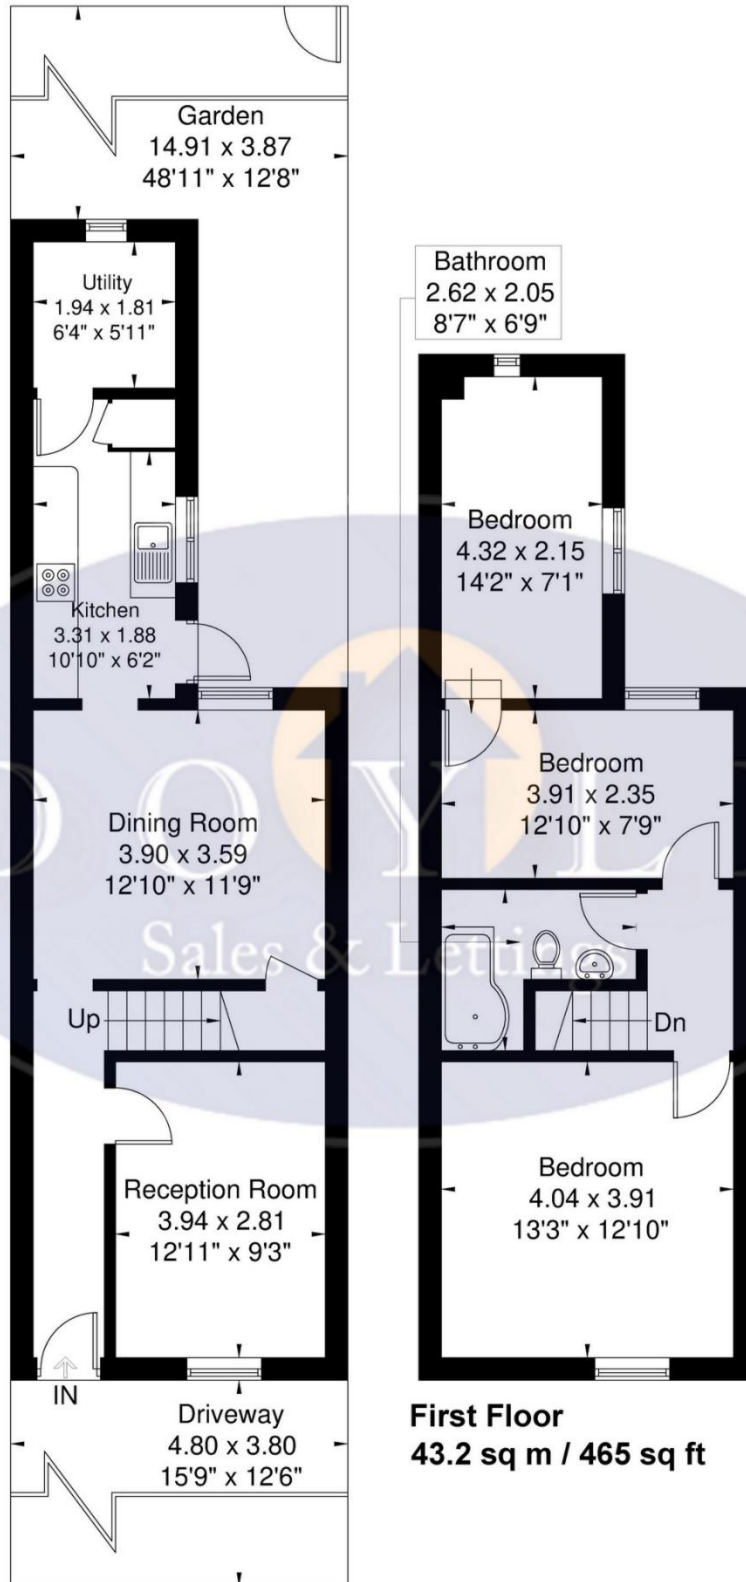 Garden
14.91 x 3.87
48'11" x 12'8"
Utility
1.94 x 1.81
6'4" x 5'11"
Kitchen
3.31 x 1.88
10'10" x 6'2"
Dining Room
3.90 x 3.59
12'10" x 11'9"
Up
Reception Room
3.94 x 2.81
12'11" x 9'3"
IN
Driveway
4.80 x 3.80
15'9" x 12'6"
Bathroom
2.62 x 2.05
8'7" x 6'9"
Bedroom
4.32 x 2.15
14'2" x 7'1"
Bedroom
3.91 x 2.35
12'10" x 7'9"
Dn
Bedroom
4.04 x 3.91
13'3" x 12'10"
First Floor
43.2 sq m / 465 sq ft
DOYL
Sales & Lettings